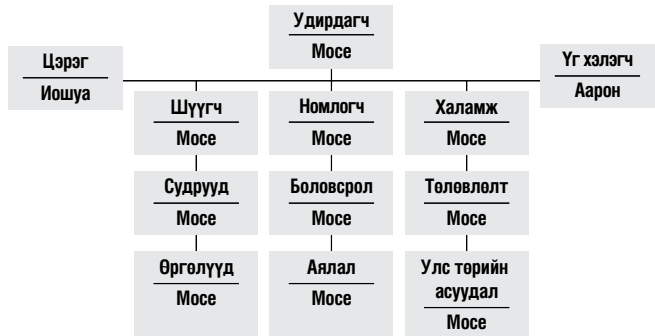 Удирдагч
Мосе
Цэрэг
Иошуа
Үг хэлэгч
Аарон
Шүүгч
Мосе
Номлогч
Мосе
Халамж
Мосе
Судрууд
Мосе
Боловсрол
Мосе
Төлөвлөлт
Мосе
Өргөлүүд
Мосе
Аялал
Мосе
Улс төрийн
асуудал
Мосе